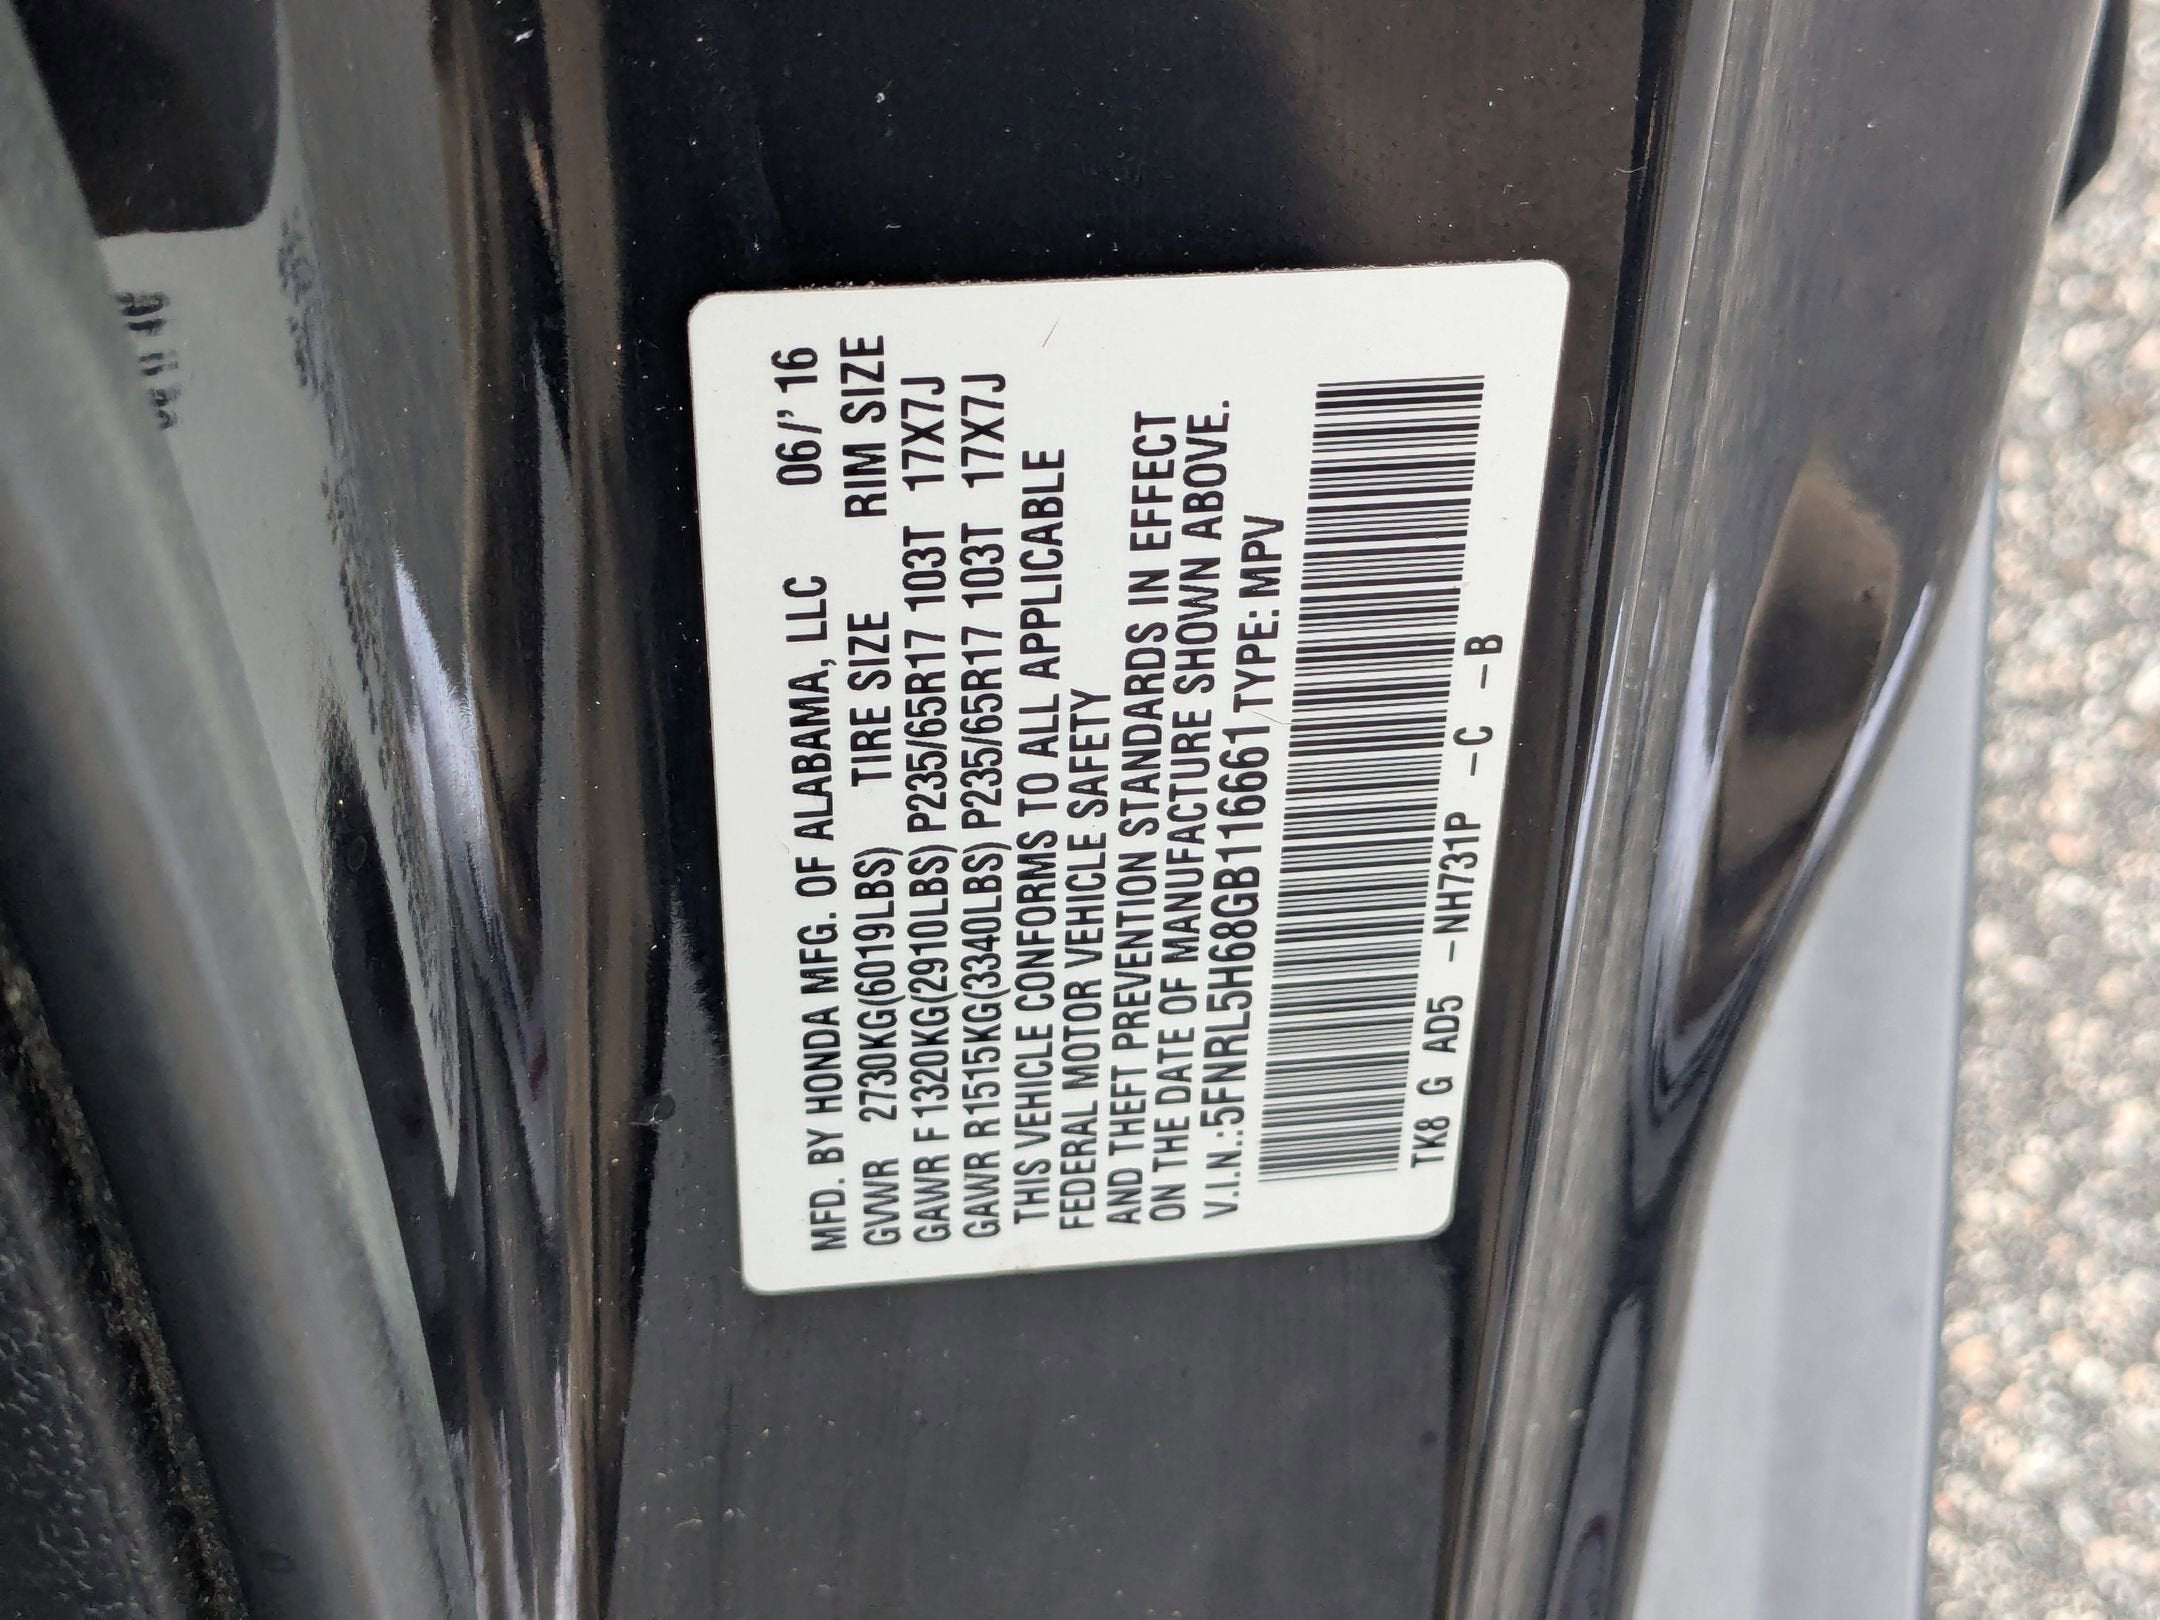 MFD. BY HONDA MFG. OF ALABAMA, LLC 06/' 16
GVWR 2730KG(6019LBS) TIRE SIZE RIM SIZE
GAWR F 1320KG(2910LBS) P235/65R17 103T 17X7J
GAWR R1515KG(3340LBS) P235/65R17 103T 17X7J
THIS VEHICLE CONFORMS TO ALL APPLICABLE
FEDERAL MOTOR VEHICLE SAFETY
AND THEFT PREVENTION STANDARDS IN EFFECT
ON THE DATE OF MANUFACTURE SHOWN ABOVE.
V.I.N.:5FNRL5H68GB116661 TYPE: MPV
TK8 G AD5 -NH731P -C -B